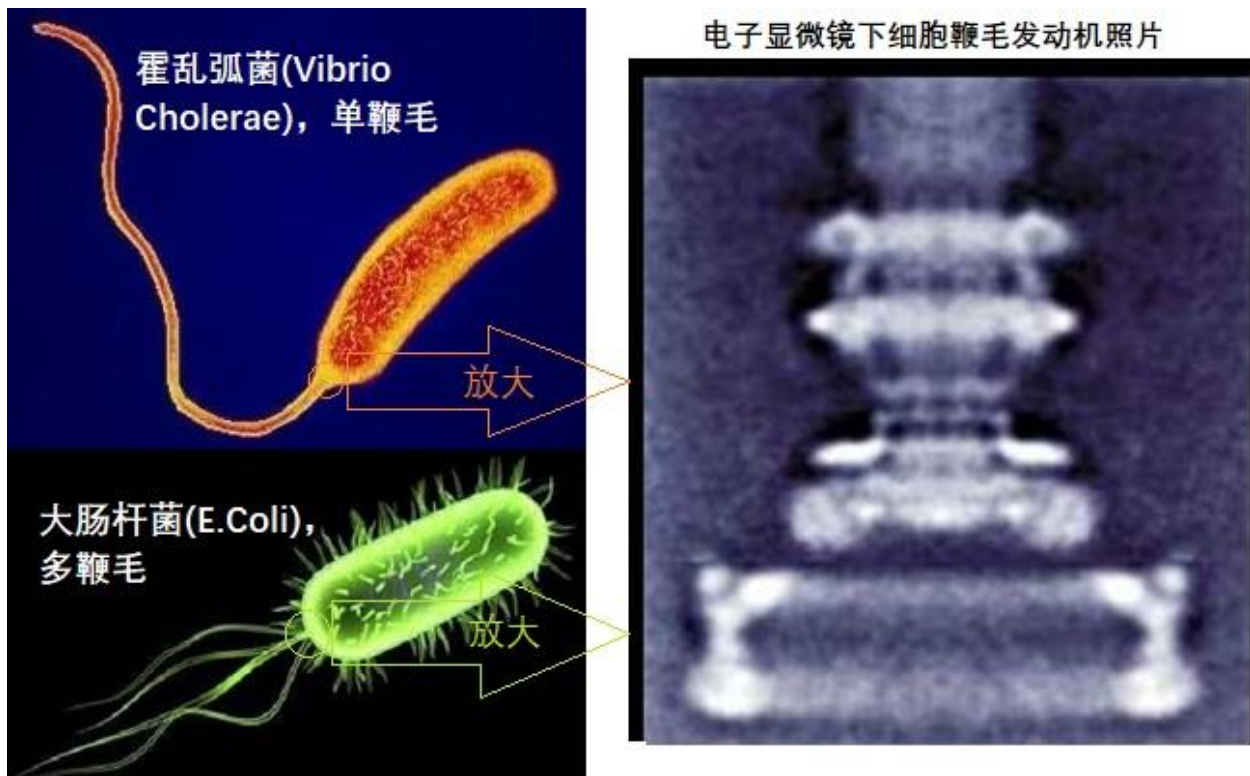 霍乱弧菌(Vibrio
Cholerae)，单鞭毛
放大
大肠杆菌(E.Coli)，
多鞭毛
放大
电子显微镜下细胞鞭毛发动机照片